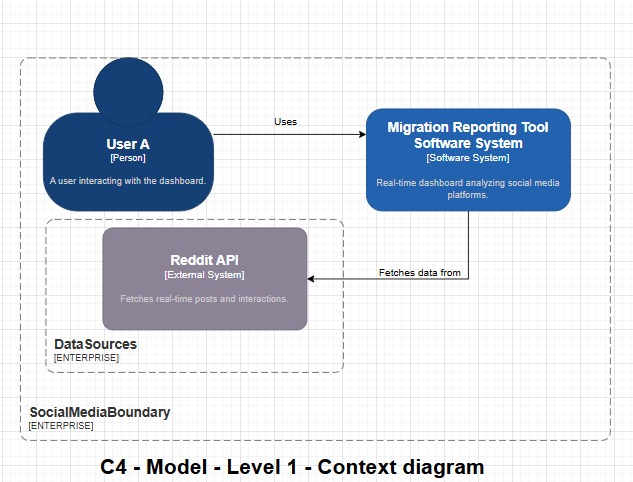 User A
[Person]
A user interacting with the dashboard.
Uses
Migration Reporting Tool
Software System
[Software System]
Real-time dashboard analyzing social media
platforms.
Reddit API
[External System]
Fetches real-time posts and interactions.
Fetches data from
DataSources
[ENTERPRISE]
SocialMediaBoundary
[ENTERPRISE]
C4 - Model - Level 1 - Context diagram